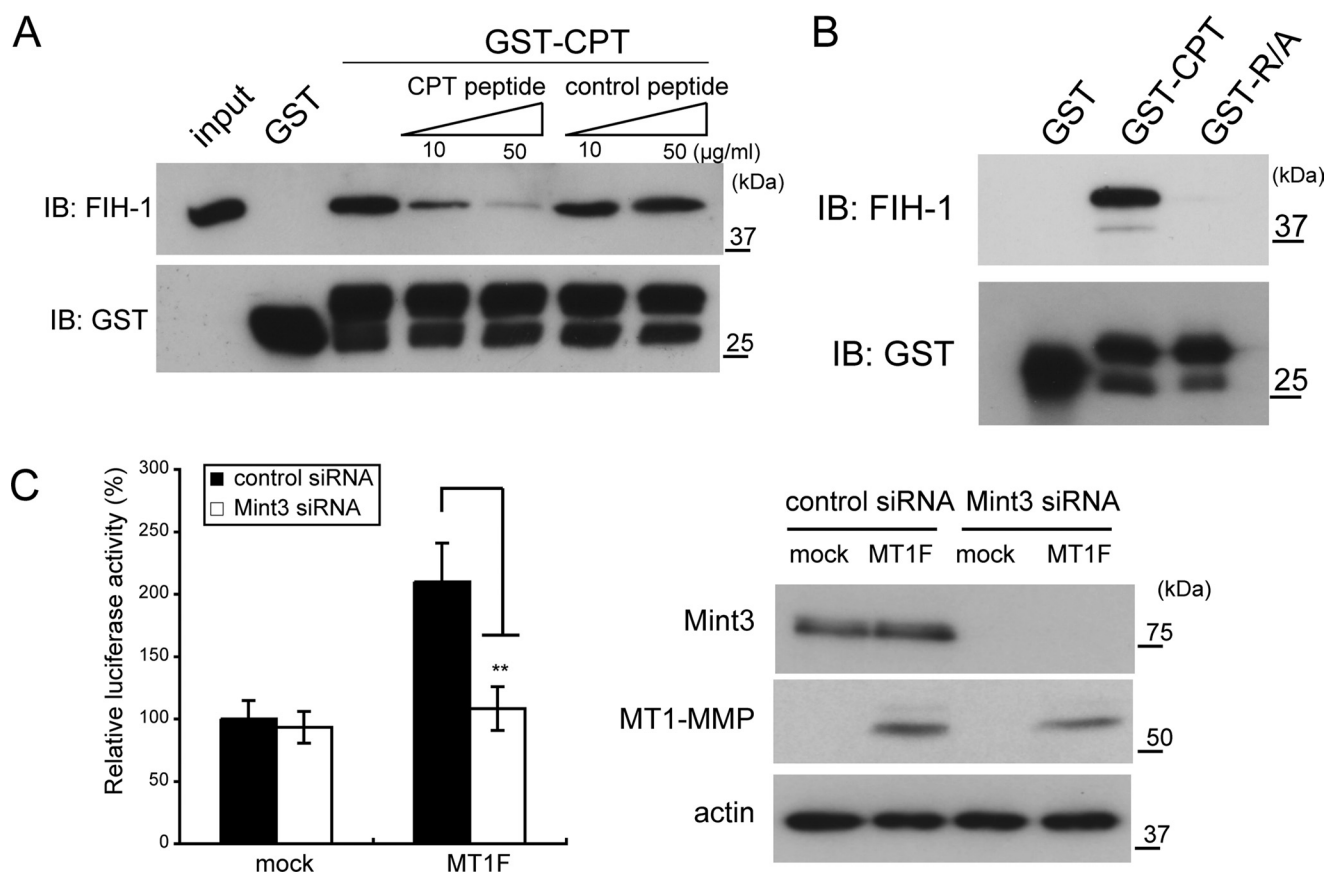 A
GST-CPT
CPT peptide control peptide
input GST 10 50 10 50 (μg/ml)
(kDa)
IB: FIH-1
37
IB: GST
25
B
GST GST-CPT GST-R/A
(kDa)
IB: FIH-1
37
IB: GST
25
C
Relative luciferase activity (%)
300
250
200
150
100
50
0
control siRNA
Mint3 siRNA
**
mock MT1F
control siRNA Mint3 siRNA
mock MT1F mock MT1F
(kDa)
Mint3
75
MT1-MMP
50
actin
37